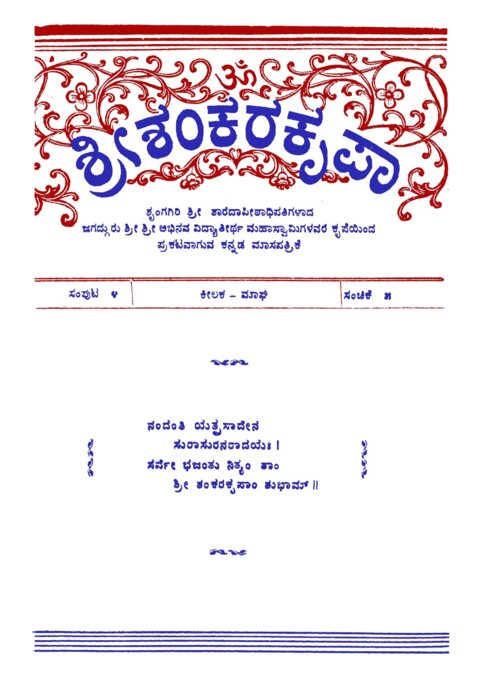 ॐ
ಶ್ರೀಶಂಕರಕೃಪಾ
ಶೃಂಗಗಿರಿ ಶ್ರೀ ಶಾರದಾಪೀಠಾಧಿಪತಿಗಳಾದ
ಜಗದ್ಗುರು ಶ್ರೀ ಶ್ರೀ ಅಭಿನವ ವಿದ್ಯಾತೀರ್ಥ ಮಹಾಸ್ವಾಮಿಗಳವರ ಕೃಪೆಯಿಂದ
ಪ್ರಕಟವಾಗುವ ಕನ್ನಡ ಮಾಸಪತ್ರಿಕೆ
ಸಂಪುಟ ೪ ಕೀಲಕ – ಮಾಘ ಸಂಚಿಕೆ ೫
ನಂದಂತಿ ಯತ್ಪ್ರಸಾದೇನ
ಸುರಾಸುರನರಾದಯಃ ।
ಸರ್ವೇ ಭಜಂತು ನಿತ್ಯಂ ತಾಂ
ಶ್ರೀ ಶಂಕರಕೃಪಾಂ ಶುಭಾಮ್ ॥